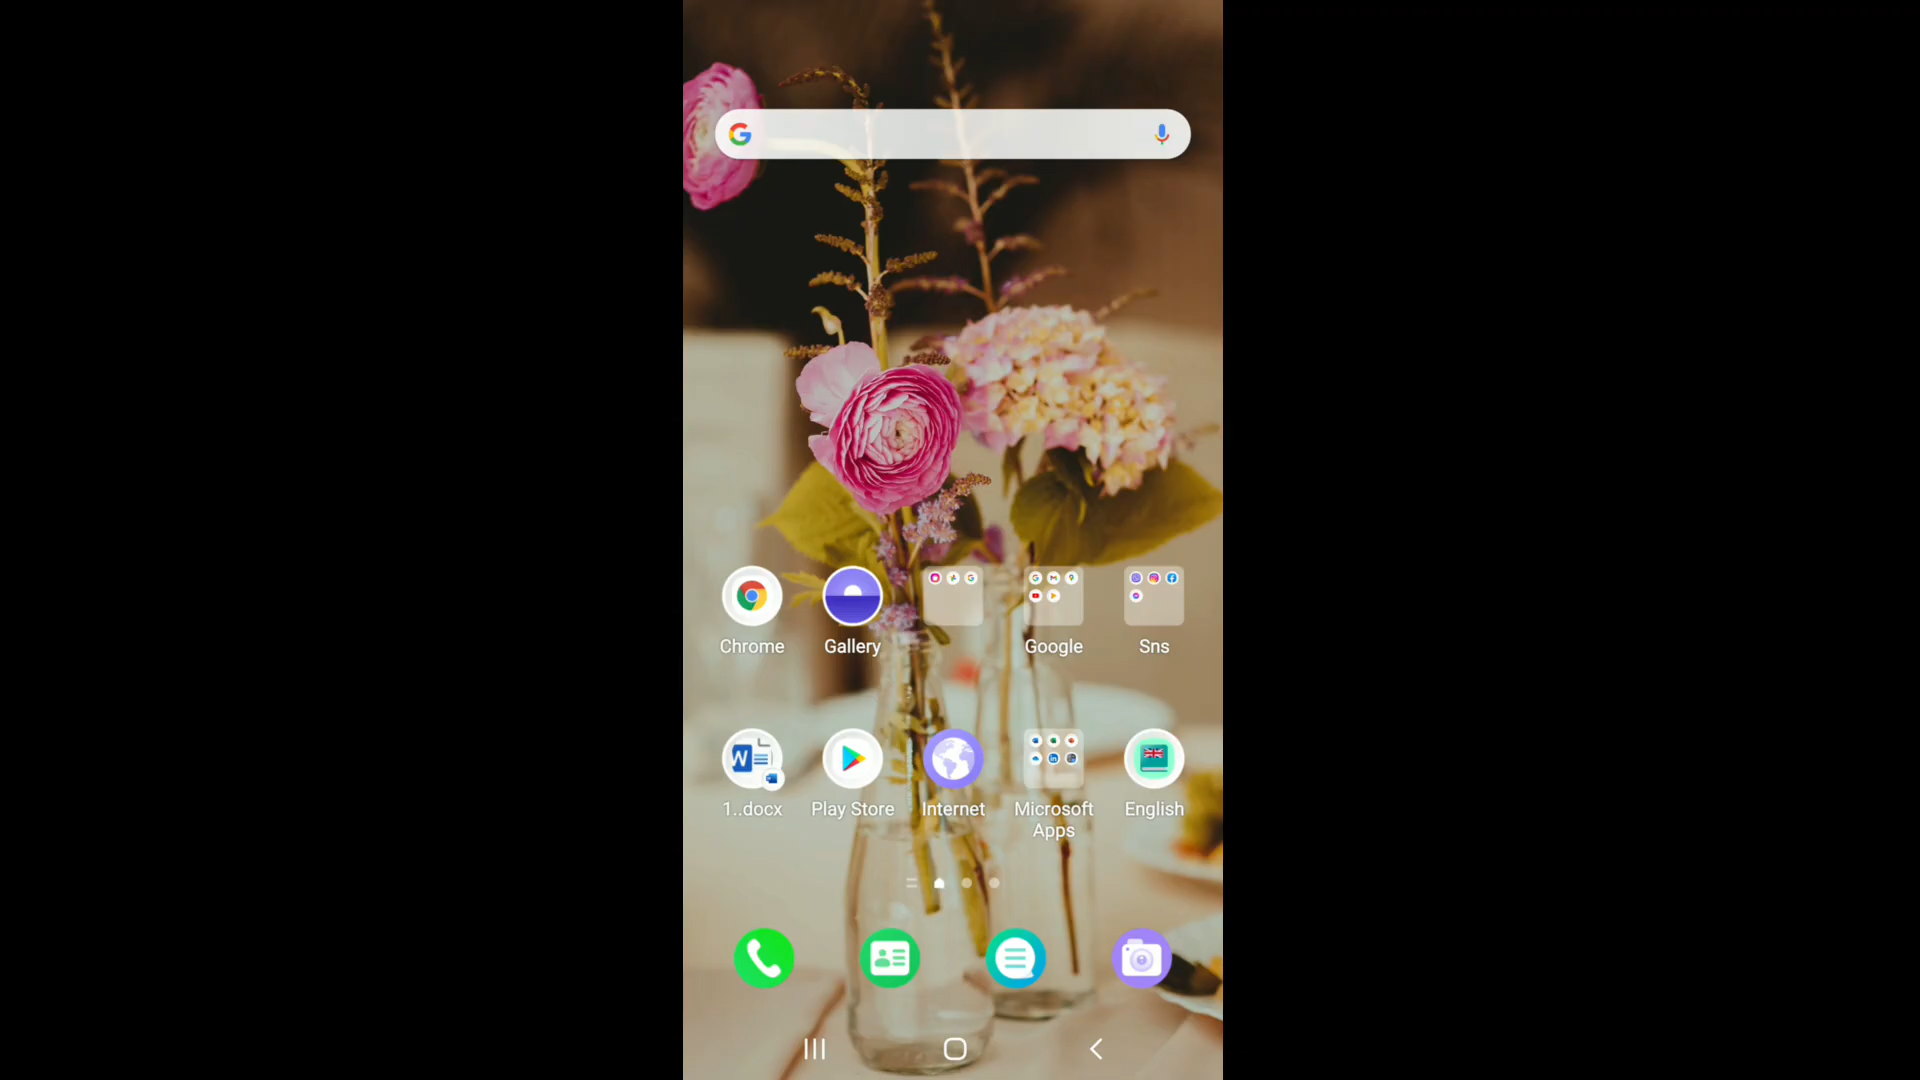 Chrome
Gallery
Google
Sns
1..docx
Play Store
Internet
Microsoft
Apps
English